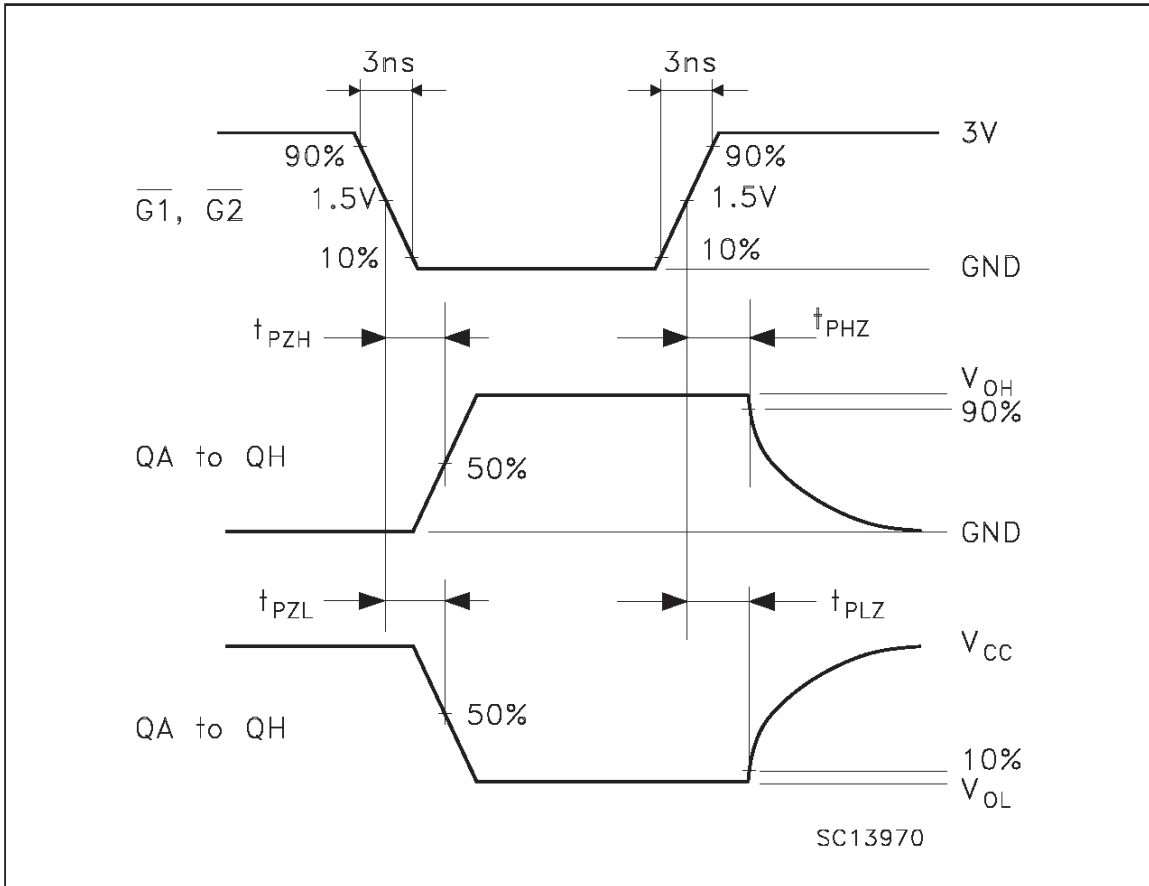 3ns 3ns
3V
90% 90%
G1, G2 1.5V 1.5V
10% 10%
GND
tPZH tPHZ
VOH
90%
QA to QH 50%
GND
tPZL tPLZ
VCC
QA to QH 50%
10%
VOL
SC13970